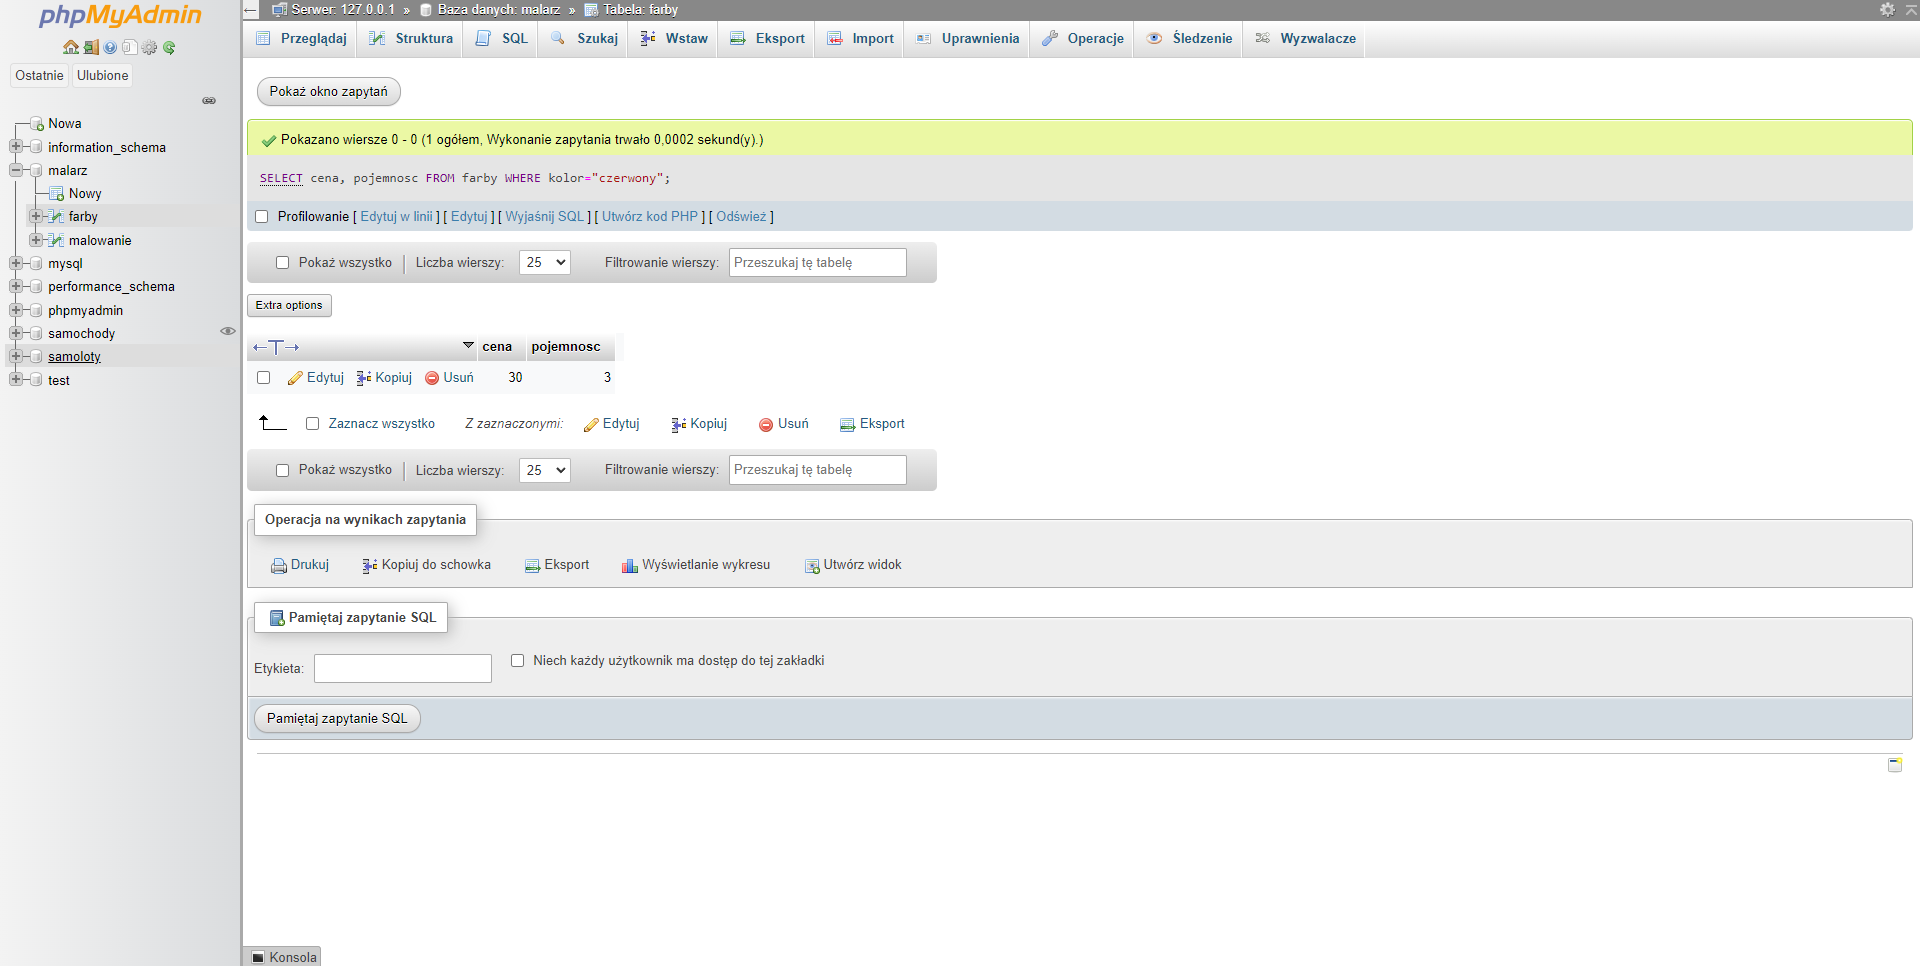 phpMyAdmin
Ostatnie Ulubione
Nowa
information_schema
malarz
Nowy
farby
malowanie
mysql
performance_schema
phpmyadmin
samochody
samoloty
test
Serwer: 127.0.0.1 » Baza danych: malarz » Tabela: farby
Przeglądaj Struktura SQL Szukaj Wstaw Eksport Import Uprawnienia Operacje Śledzenie Wyzwalacze
Pokaż okno zapytań
Pokazano wiersze 0 - 0 (1 ogółem, Wykonanie zapytania trwało 0,0002 sekund(y).)
SELECT cena, pojemnosc FROM farby WHERE kolor="czerwony";
Profilowanie [ Edytuj w linii ] [ Edytuj ] [ Wyjaśnij SQL ] [ Utwórz kod PHP ] [ Odśwież ]
Pokaż wszystko Liczba wierszy: 25 Filtrowanie wierszy: Przeszukaj tę tabelę
Extra options
←T→ cena pojemnosc
Edytuj Kopiuj Usuń 30 3
Zaznacz wszystko Z zaznaczonymi: Edytuj Kopiuj Usuń Eksport
Pokaż wszystko Liczba wierszy: 25 Filtrowanie wierszy: Przeszukaj tę tabelę
Operacja na wynikach zapytania
Drukuj Kopiuj do schowka Eksport Wyświetlanie wykresu Utwórz widok
Pamiętaj zapytanie SQL
Etykieta: Niech każdy użytkownik ma dostęp do tej zakładki
Pamiętaj zapytanie SQL
Konsola